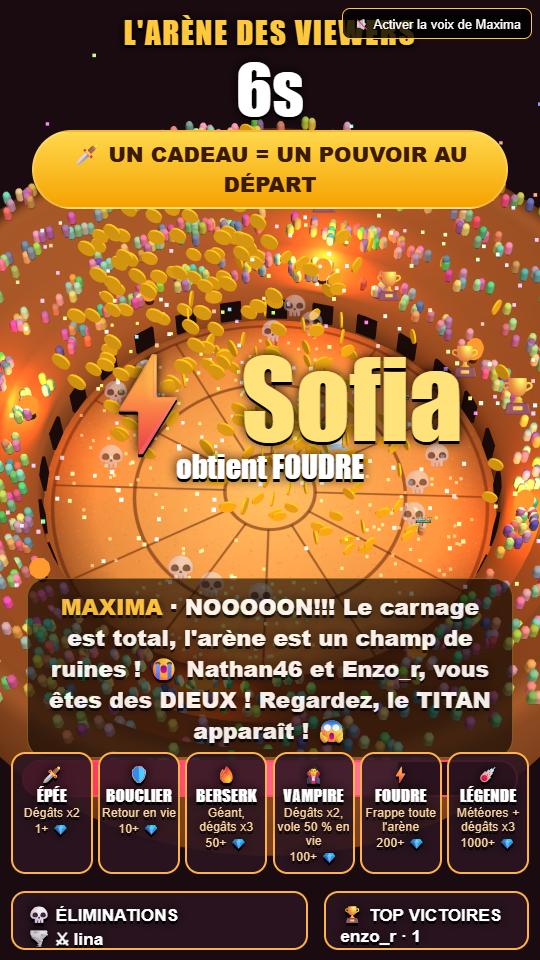 L'ARÈNE DES VIEWERS
Activer la voix de Maxima
6s
UN CADEAU = UN POUVOIR AU
DÉPART
Sofia
obtient FOUDRE
MAXIMA · NOOOOON!!! Le carnage
est total, l'arène est un champ de
ruines ! 😭 Nathan46 et Enzo_r, vous
êtes des DIEUX ! Regardez, le TITAN
apparaît ! 😱
ÉPÉE
Dégâts x2
1+ 💎
BOUCLIER
Retour en vie
10+ 💎
BERSERK
Géant,
dégâts x3
50+ 💎
VAMPIRE
Dégâts x2,
vole 50 % en
vie
100+ 💎
FOUDRE
Frappe toute
l'arène
200+ 💎
LÉGENDE
Météores +
dégâts x3
1000+ 💎
💀 ÉLIMINATIONS
🌪️ ⚔ lina
🏆 TOP VICTOIRES
enzo_r · 1